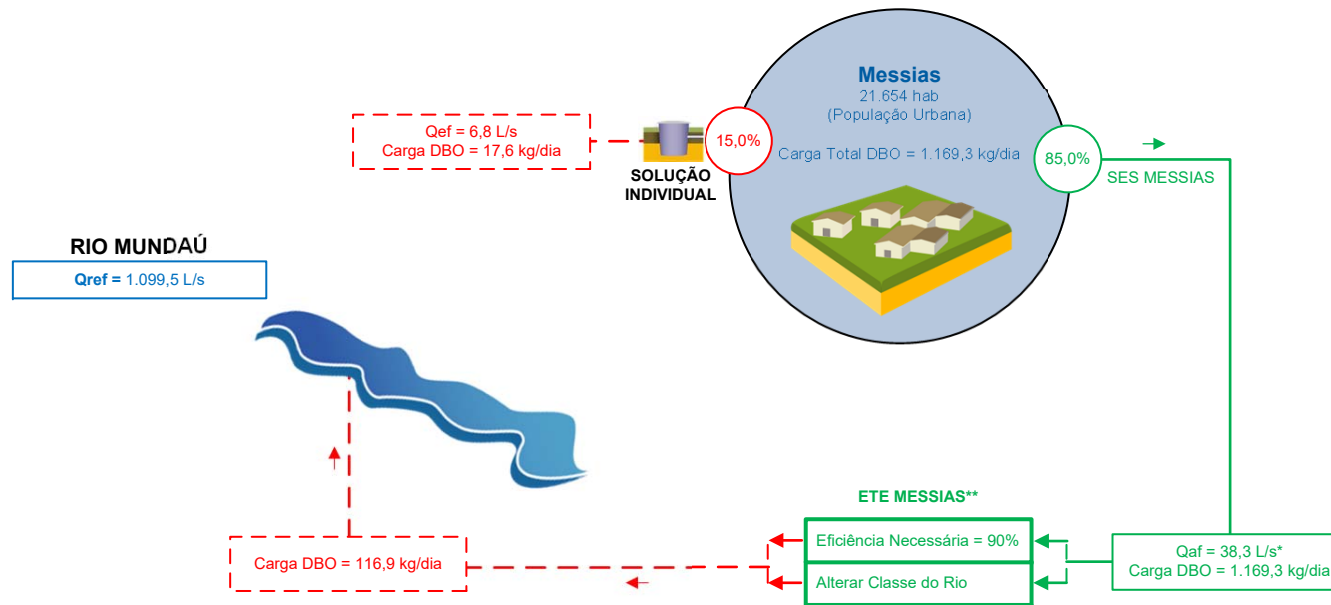 Messias
21.654 hab
(População Urbana)
Carga Total DBO = 1.169,3 kg/dia
Qef = 6,8 L/s
Carga DBO = 17,6 kg/dia
15,0%
SOLUÇÃO
INDIVIDUAL
85,0%
SES MESSIAS
RIO MUNDAÚ
Qref = 1.099,5 L/s
ETE MESSIAS**
Eficiência Necessária = 90%
Alterar Classe do Rio
Qaf = 38,3 L/s*
Carga DBO = 1.169,3 kg/dia
Carga DBO = 116,9 kg/dia